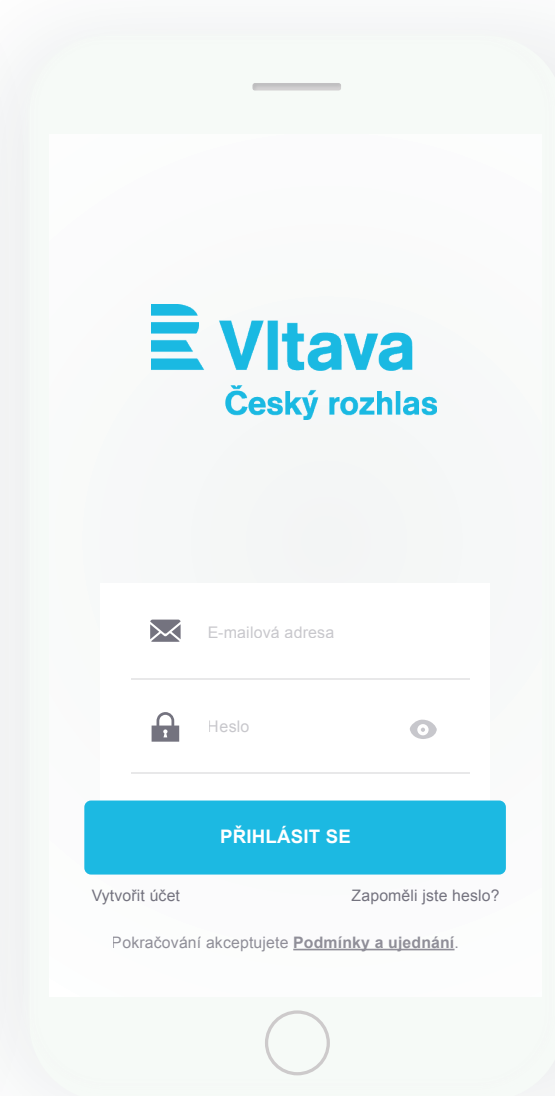 Vltava
Český rozhlas
E-mailová adresa
Heslo
PŘIHLÁSIT SE
Vytvořit účet Zapoměli jste heslo?
Pokračování akceptujete Podmínky a ujednání.